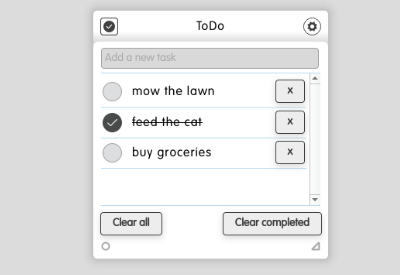 ToDo
Add a new task
mow the lawn x
feed the cat x
buy groceries x
Clear all Clear completed